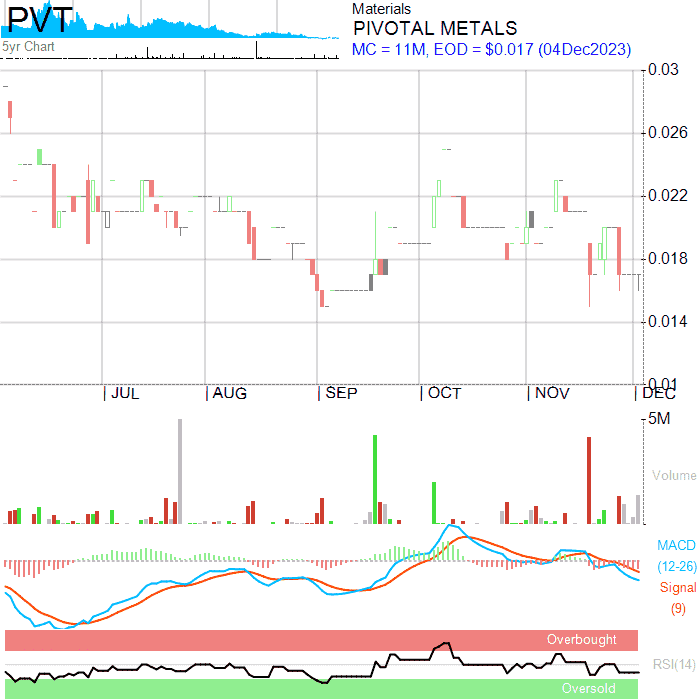 PVT
5yr Chart
Materials
PIVOTAL METALS
MC = 11M, EOD = $0.017 (04Dec2023)
0.03
0.026
0.022
0.018
0.014
0.01
JUL AUG SEP OCT NOV DEC
5M
Volume
MACD
(12-26)
Signal
(9)
Overbought
RSI(14)
Oversold